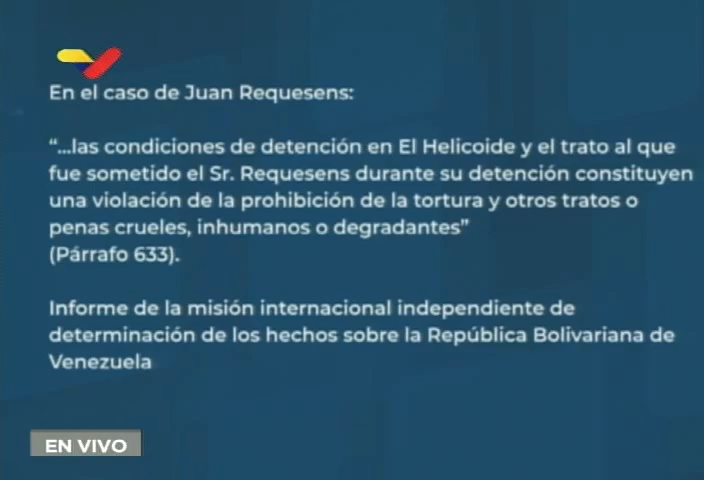 En el caso de Juan Requesens:
“...las condiciones de detención en El Helicoide y el trato al que
fue sometido el Sr. Requesens durante su detención constituyen
una violación de la prohibición de la tortura y otros tratos o
penas crueles, inhumanos o degradantes”
(Párrafo 633).
Informe de la misión internacional independiente de
determinación de los hechos sobre la República Bolivariana de
Venezuela
EN VIVO